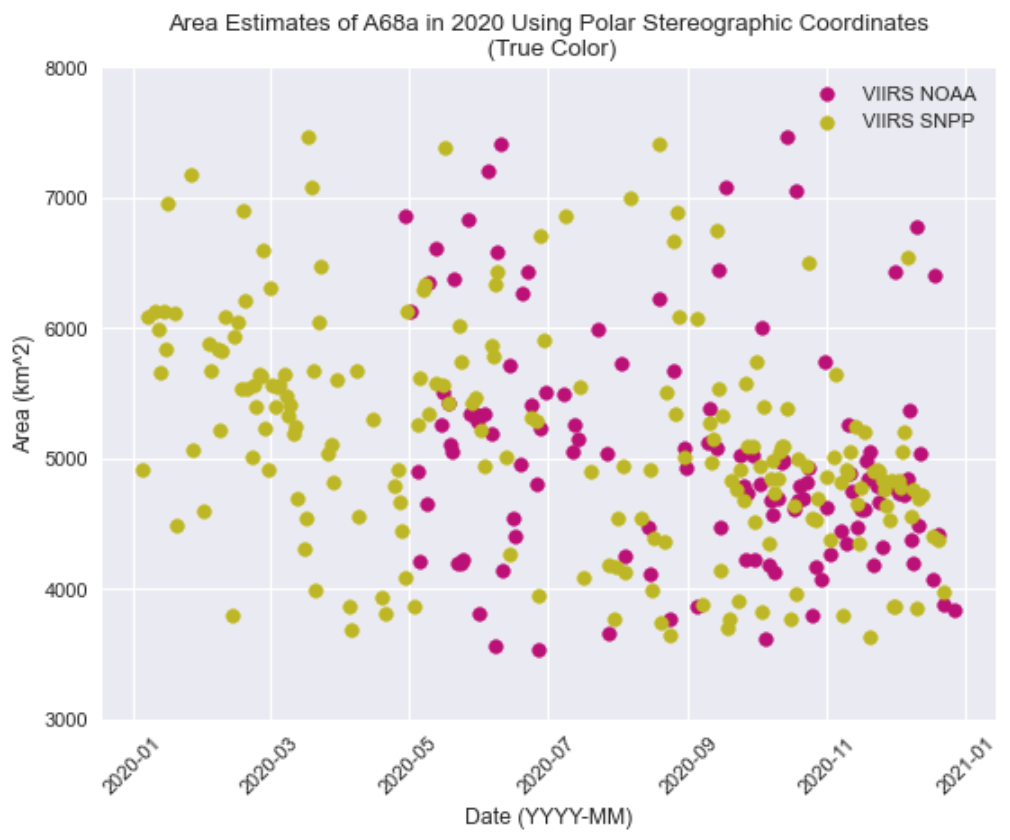 Area Estimates of A68a in 2020 Using Polar Stereographic Coordinates
(True Color)
VIIRS NOAA
VIIRS SNPP
8000
7000
6000
5000
4000
3000
Area (km^2)
2020-01
2020-03
2020-05
2020-07
2020-09
2020-11
2021-01
Date (YYYY-MM)